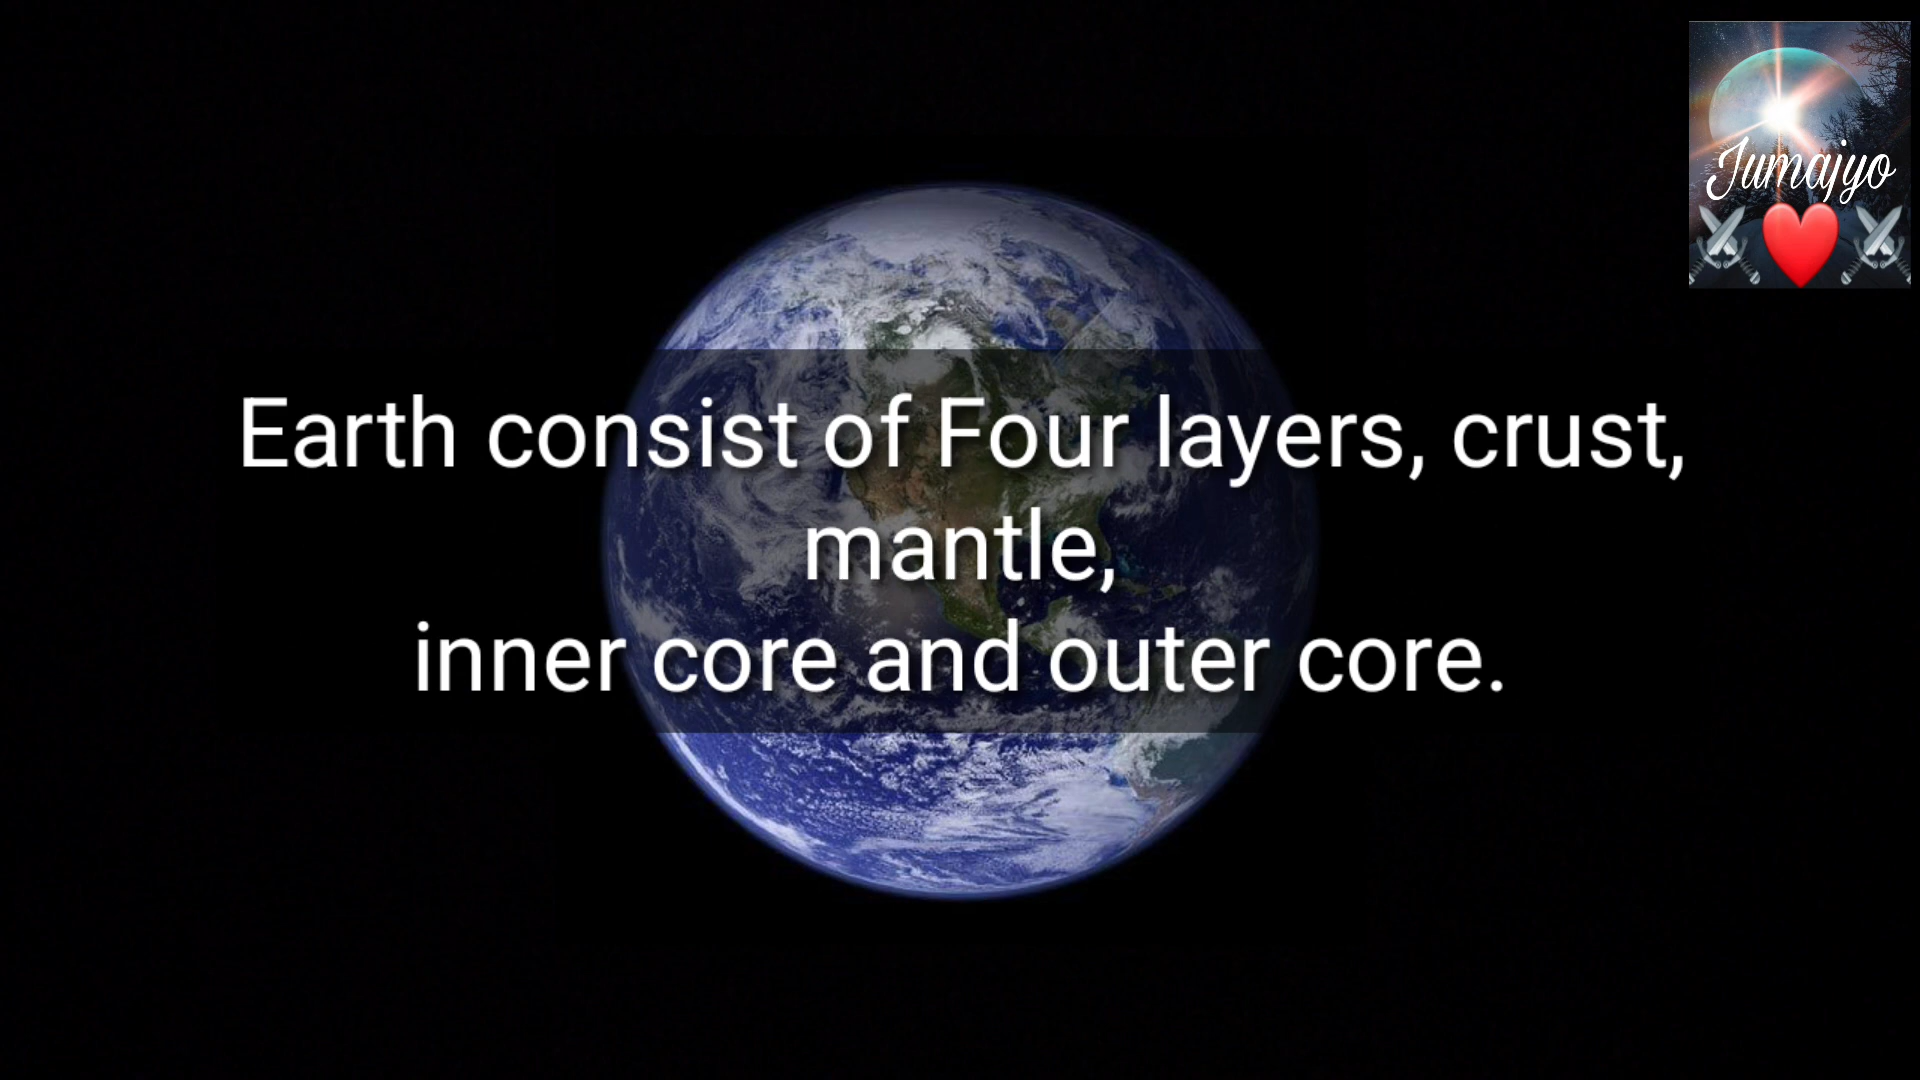 Jumajyo
Earth consist of Four layers, crust,
mantle,
inner core and outer core.